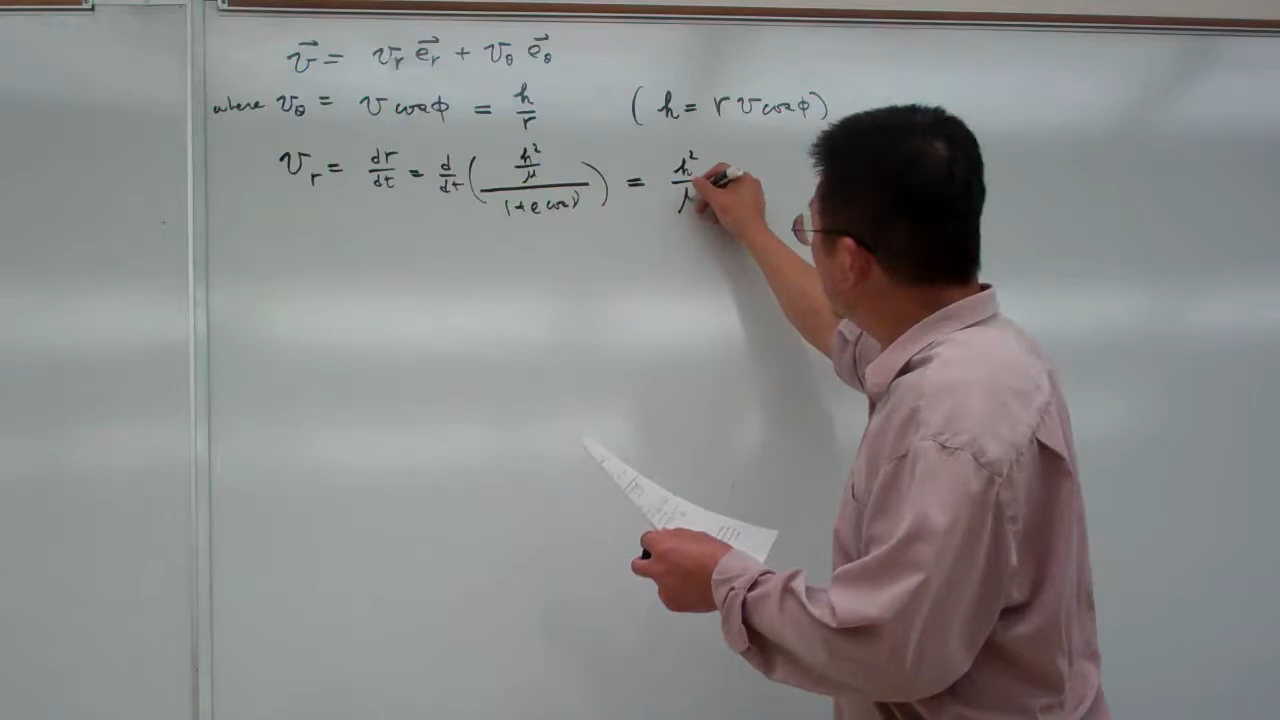 v⃗ = v_r e⃗_r + v_θ e⃗_θ
where v_θ = v cos φ = h/r (h = r v cos φ)
v_r = dr/dt = d/dt ( (h²/μ) / (1+e cos ν) ) = h²/μ